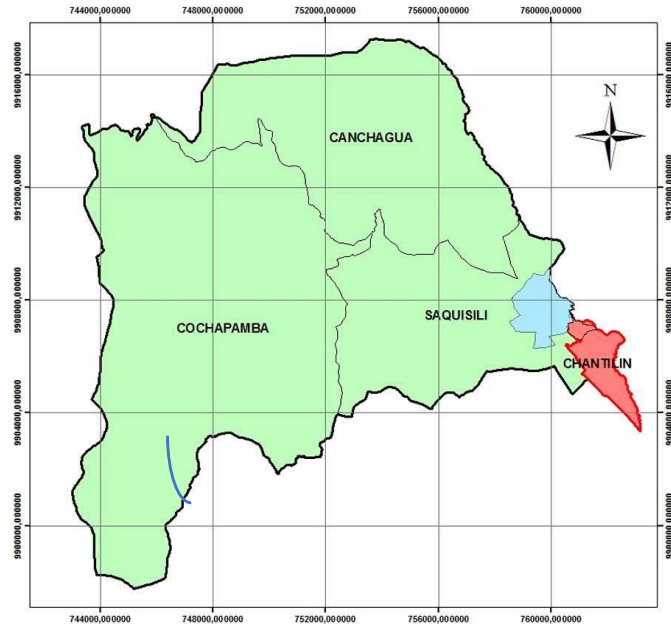 744000,000000 748000,000000 752000,000000 756000,000000 760000,000000
9916000,000000 9916000,000000
N
CANCHAGUA
9912000,000000 9912000,000000
9908000,000000 9908000,000000
SAQUISILI
COCHAPAMBA
CHANTILIN
9904000,000000 9904000,000000
9900000,000000 9900000,000000
744000,000000 748000,000000 752000,000000 756000,000000 760000,000000